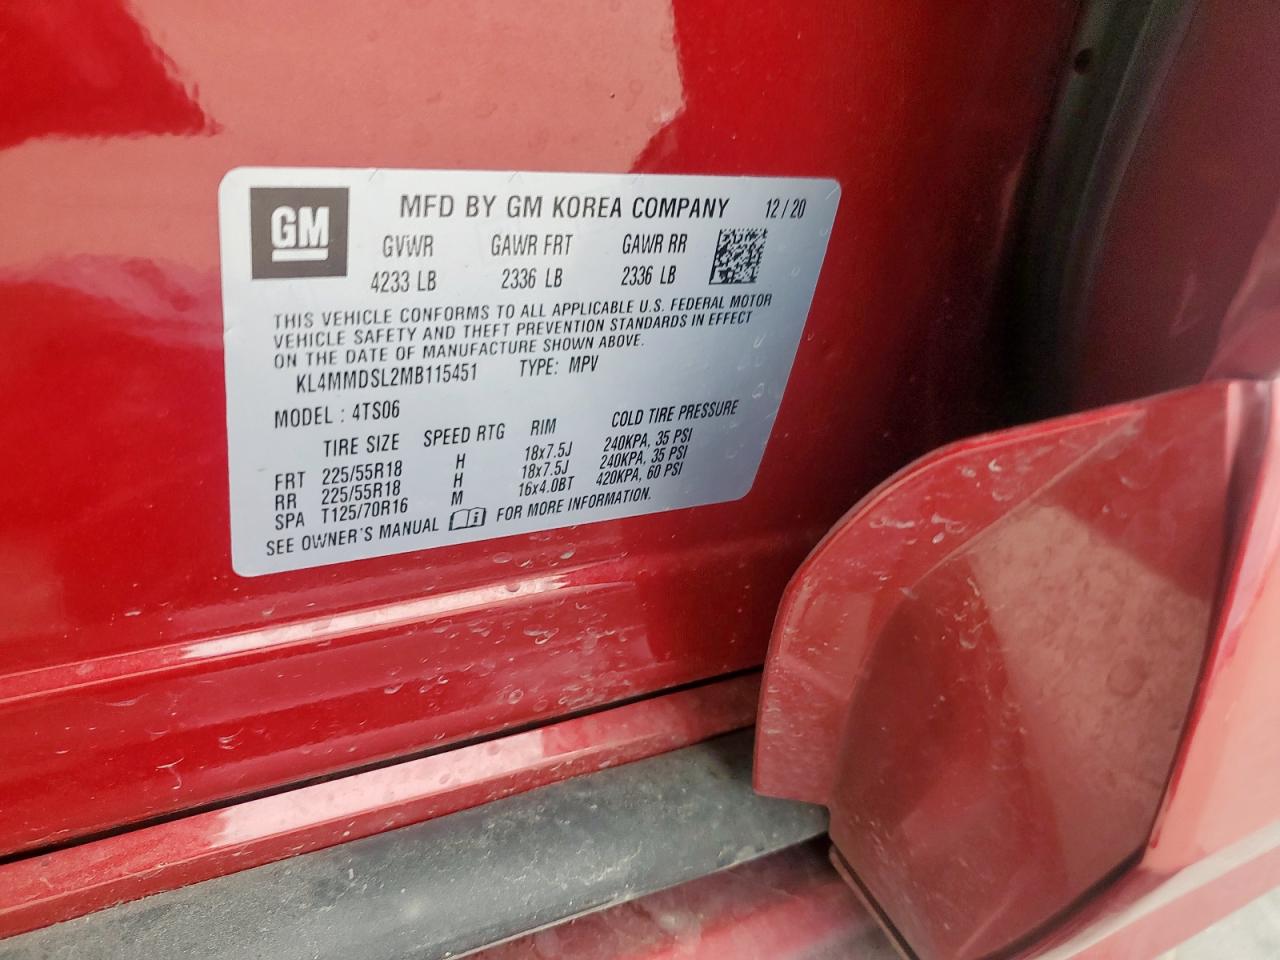 GM MFD BY GM KOREA COMPANY 12/20
GVWR GAWR FRT GAWR RR
4233 LB 2336 LB 2336 LB
THIS VEHICLE CONFORMS TO ALL APPLICABLE U.S. FEDERAL MOTOR
VEHICLE SAFETY AND THEFT PREVENTION STANDARDS IN EFFECT
ON THE DATE OF MANUFACTURE SHOWN ABOVE.
KL4MMDSL2MB115451 TYPE: MPV
MODEL : 4TS06
TIRE SIZE SPEED RTG RIM COLD TIRE PRESSURE
FRT 225/55R18 H 18x7.5J 240KPA, 35 PSI
RR 225/55R18 H 18x7.5J 240KPA, 35 PSI
SPA T125/70R16 M 16x4.0BT 420KPA, 60 PSI
SEE OWNER'S MANUAL i FOR MORE INFORMATION.